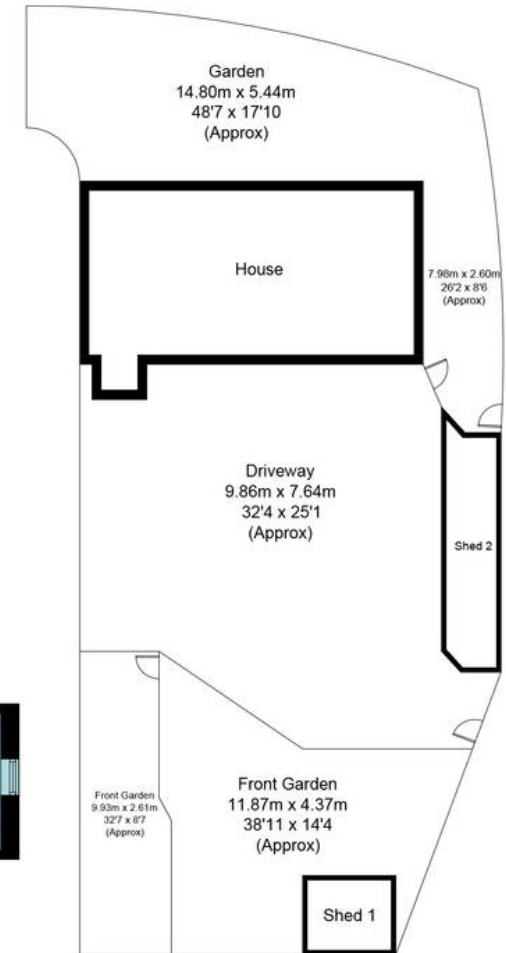 Garden
14.80m x 5.44m
48'7 x 17'10
(Approx)
House
7.98m x 2.60m
26'2 x 8'6
(Approx)
Driveway
9.86m x 7.64m
32'4 x 25'1
(Approx)
Shed 2
Front Garden
9.93m x 2.61m
32'7 x 8'7
(Approx)
Front Garden
11.87m x 4.37m
38'11 x 14'4
(Approx)
Shed 1